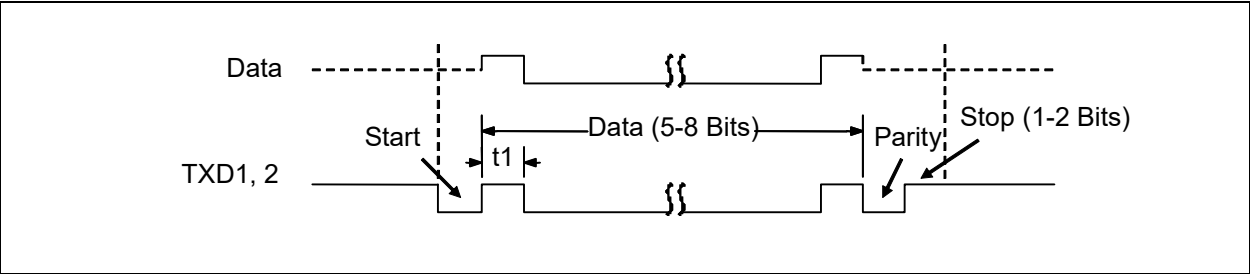 Data
Start
Data (5-8 Bits)
Parity
Stop (1-2 Bits)
t1
TXD1, 2